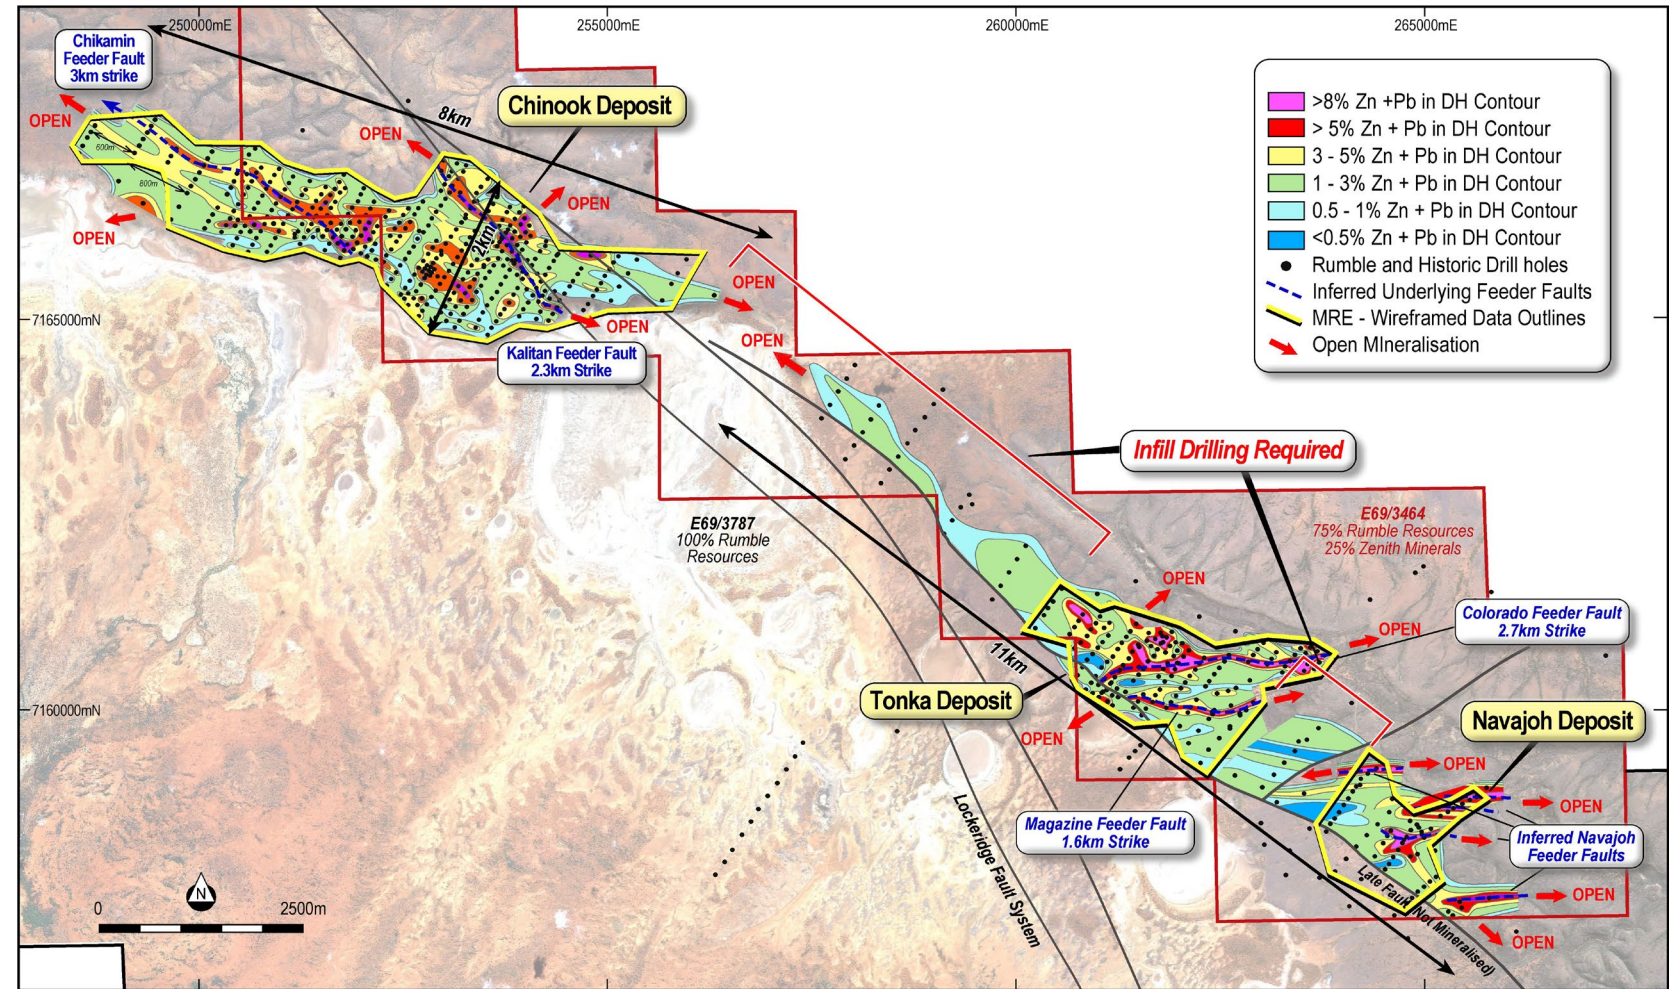 250000mE
255000mE
260000mE
265000mE
Chikamin
Feeder Fault
3km strike
OPEN
600m
800m
OPEN
OPEN
8km
Chinook Deposit
OPEN
2km
OPEN
OPEN
OPEN
7165000mN
Kalitan Feeder Fault
2.3km Strike
>8% Zn +Pb in DH Contour
> 5% Zn + Pb in DH Contour
3 - 5% Zn + Pb in DH Contour
1 - 3% Zn + Pb in DH Contour
0.5 - 1% Zn + Pb in DH Contour
<0.5% Zn + Pb in DH Contour
Rumble and Historic Drill holes
Inferred Underlying Feeder Faults
MRE - Wireframed Data Outlines
Open MIneralisation
Infill Drilling Required
E69/3787
100% Rumble
Resources
E69/3464
75% Rumble Resources
25% Zenith Minerals
OPEN
OPEN
Colorado Feeder Fault
2.7km Strike
11km
Tonka Deposit
7160000mN
OPEN
Navajoh Deposit
OPEN
OPEN
Magazine Feeder Fault
1.6km Strike
Inferred Navajoh
Feeder Faults
Lockeridge Fault System
Late Fault (Not Mineralised)
OPEN
OPEN
N
0
2500m